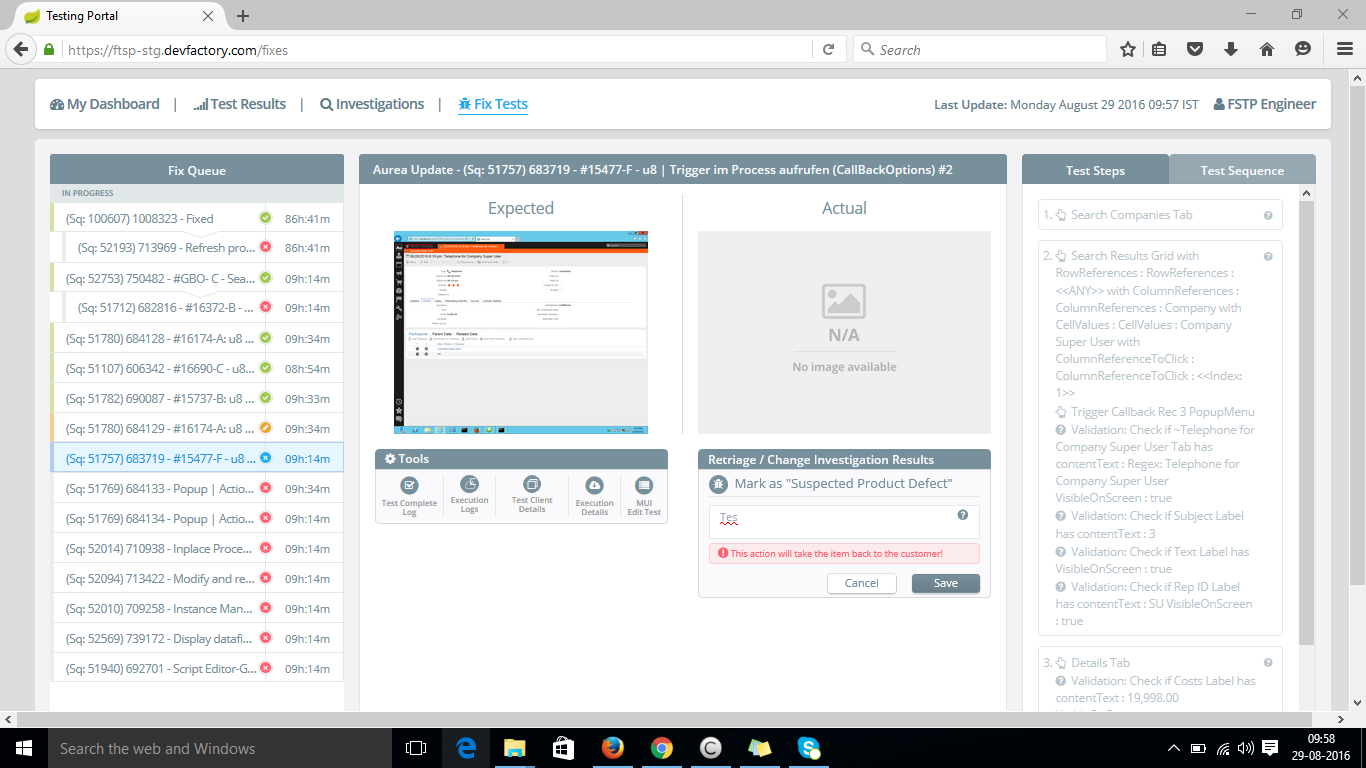 Testing Portal
https://ftsp-stg.devfactory.com/fixes
Search
My Dashboard | Test Results | Investigations | Fix Tests
Last Update: Monday August 29 2016 09:57 IST
FSTP Engineer
Fix Queue
IN PROGRESS
(Sq: 100607) 1008323 - Fixed 86h:41m
(Sq: 52193) 713969 - Refresh pro... 86h:41m
(Sq: 52753) 750482 - #GBO- C - Sea... 09h:14m
(Sq: 51712) 682816 - #16372-B - ... 09h:14m
(Sq: 51780) 684128 - #16174-A: u8 ... 09h:34m
(Sq: 51107) 606342 - #16690-C - u8... 08h:54m
(Sq: 51782) 690087 - #15737-B: u8 ... 09h:33m
(Sq: 51780) 684129 - #16174-A: u8 ... 09h:34m
(Sq: 51757) 683719 - #15477-F - u8 ... 09h:14m
(Sq: 51769) 684133 - Popup | Actio... 09h:34m
(Sq: 51769) 684134 - Popup | Actio... 09h:14m
(Sq: 52014) 710938 - Inplace Proce... 09h:14m
(Sq: 52094) 713422 - Modify and re... 09h:14m
(Sq: 52010) 709258 - Instance Man... 09h:14m
(Sq: 52569) 739172 - Display datafi... 09h:14m
(Sq: 51940) 692701 - Script Editor-G... 09h:14m
Aurea Update - (Sq: 51757) 683719 - #15477-F - u8 | Trigger im Process aufrufen (CallBackOptions) #2
Expected
Actual
N/A
No image available
Tools
Test Complete
Log
Execution
Logs
Test Client
Details
Execution
Details
MUI
Edit Test
Retriage / Change Investigation Results
Mark as "Suspected Product Defect"
Tes
This action will take the item back to the customer!
Cancel
Save
Test Steps
Test Sequence
1. Search Companies Tab
2. Search Results Grid with
RowReferences : RowReferences :
<<ANY>> with ColumnReferences :
ColumnReferences : Company with
CellValues : CellValues : Company
Super User with
ColumnReferenceToClick :
ColumnReferenceToClick : <<Index:
1>>
Trigger Callback Rec 3 PopupMenu
Validation: Check if ~Telephone for
Company Super User Tab has
contentText : Regex: Telephone for
Company Super User
VisibleOnScreen : true
Validation: Check if Subject Label
has contentText : 3
Validation: Check if Text Label has
VisibleOnScreen : true
Validation: Check if Rep ID Label
has contentText : SU VisibleOnScreen
: true
3. Details Tab
Validation: Check if Costs Label has
contentText : 19,998.00
Search the web and Windows
09:58
29-08-2016